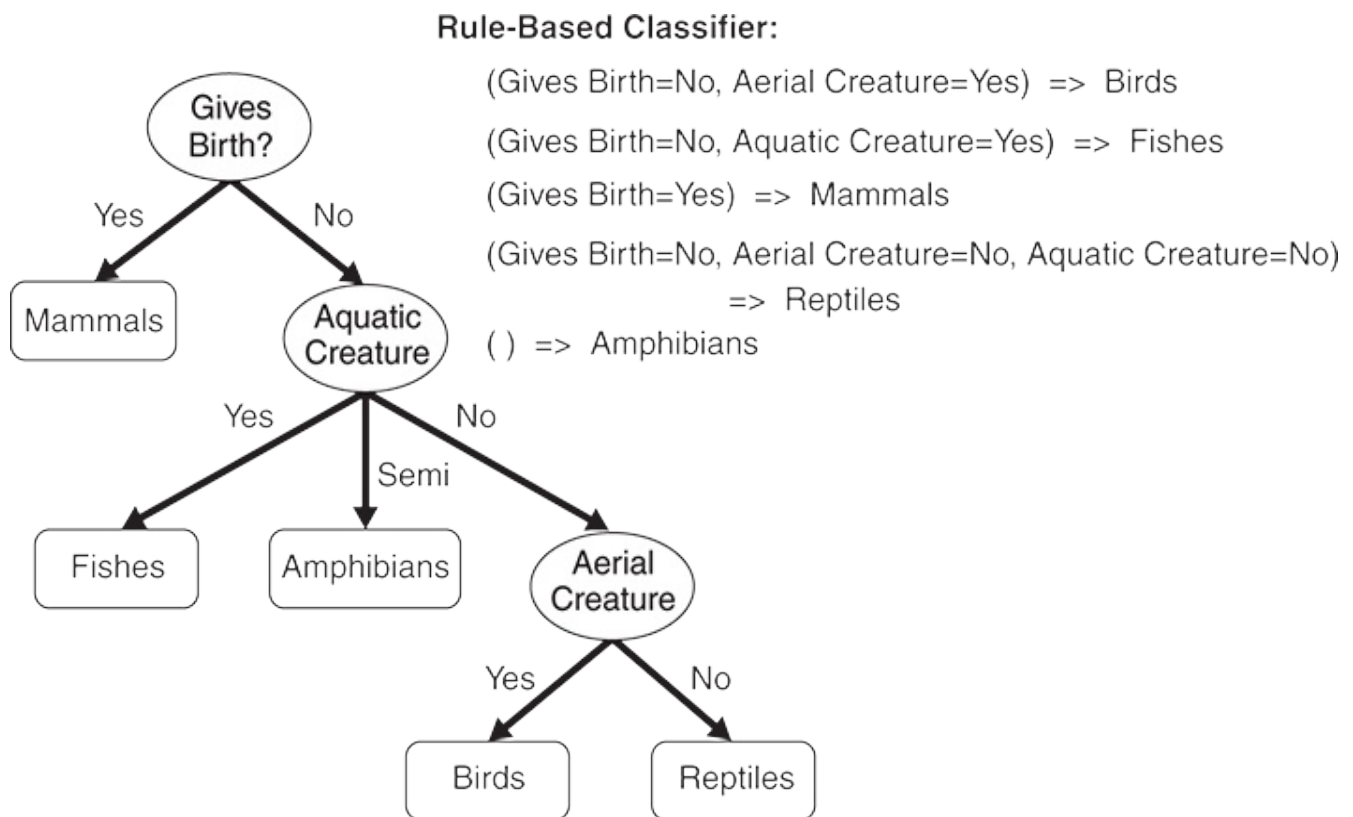 Rule-Based Classifier:
(Gives Birth=No, Aerial Creature=Yes) => Birds
(Gives Birth=No, Aquatic Creature=Yes) => Fishes
(Gives Birth=Yes) => Mammals
(Gives Birth=No, Aerial Creature=No, Aquatic Creature=No)
=> Reptiles
( ) => Amphibians
Gives
Birth?
Yes
No
Mammals
Aquatic
Creature
Yes
Semi
No
Fishes
Amphibians
Aerial
Creature
Yes
No
Birds
Reptiles